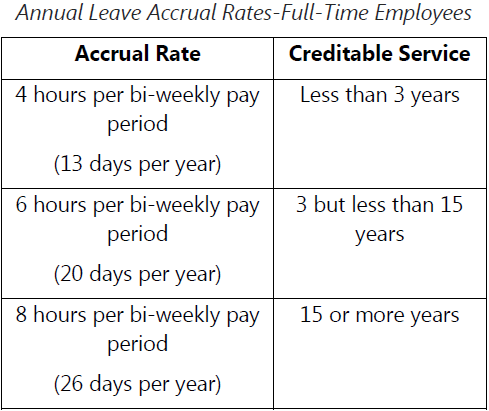 Annual Leave Accrual Rates-Full-Time Employees
Accrual Rate
Creditable Service
4 hours per bi-weekly pay
period
(13 days per year)
Less than 3 years
6 hours per bi-weekly pay
period
(20 days per year)
3 but less than 15
years
8 hours per bi-weekly pay
period
(26 days per year)
15 or more years